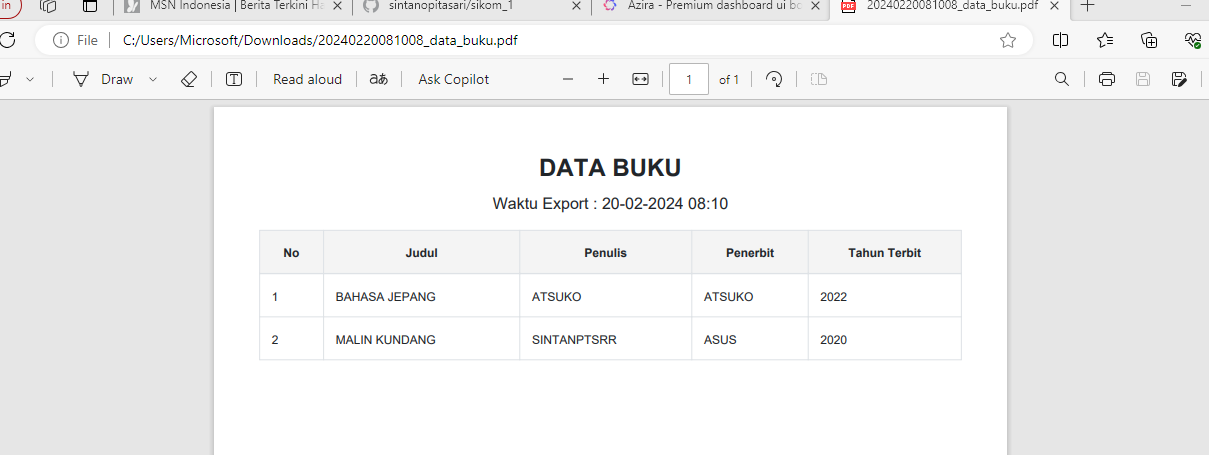 in
MSN Indonesia | Berita Terkini Ha
sintanopitasari/sikom_1
Azira - Premium dashboard ui bo
20240220081008_data_buku.pdf
File
C:/Users/Microsoft/Downloads/20240220081008_data_buku.pdf
Draw
T
Read aloud
aあ
Ask Copilot
1
of 1
DATA BUKU
Waktu Export : 20-02-2024 08:10
No Judul Penulis Penerbit Tahun Terbit
1 BAHASA JEPANG ATSUKO ATSUKO 2022
2 MALIN KUNDANG SINTANPTSRR ASUS 2020